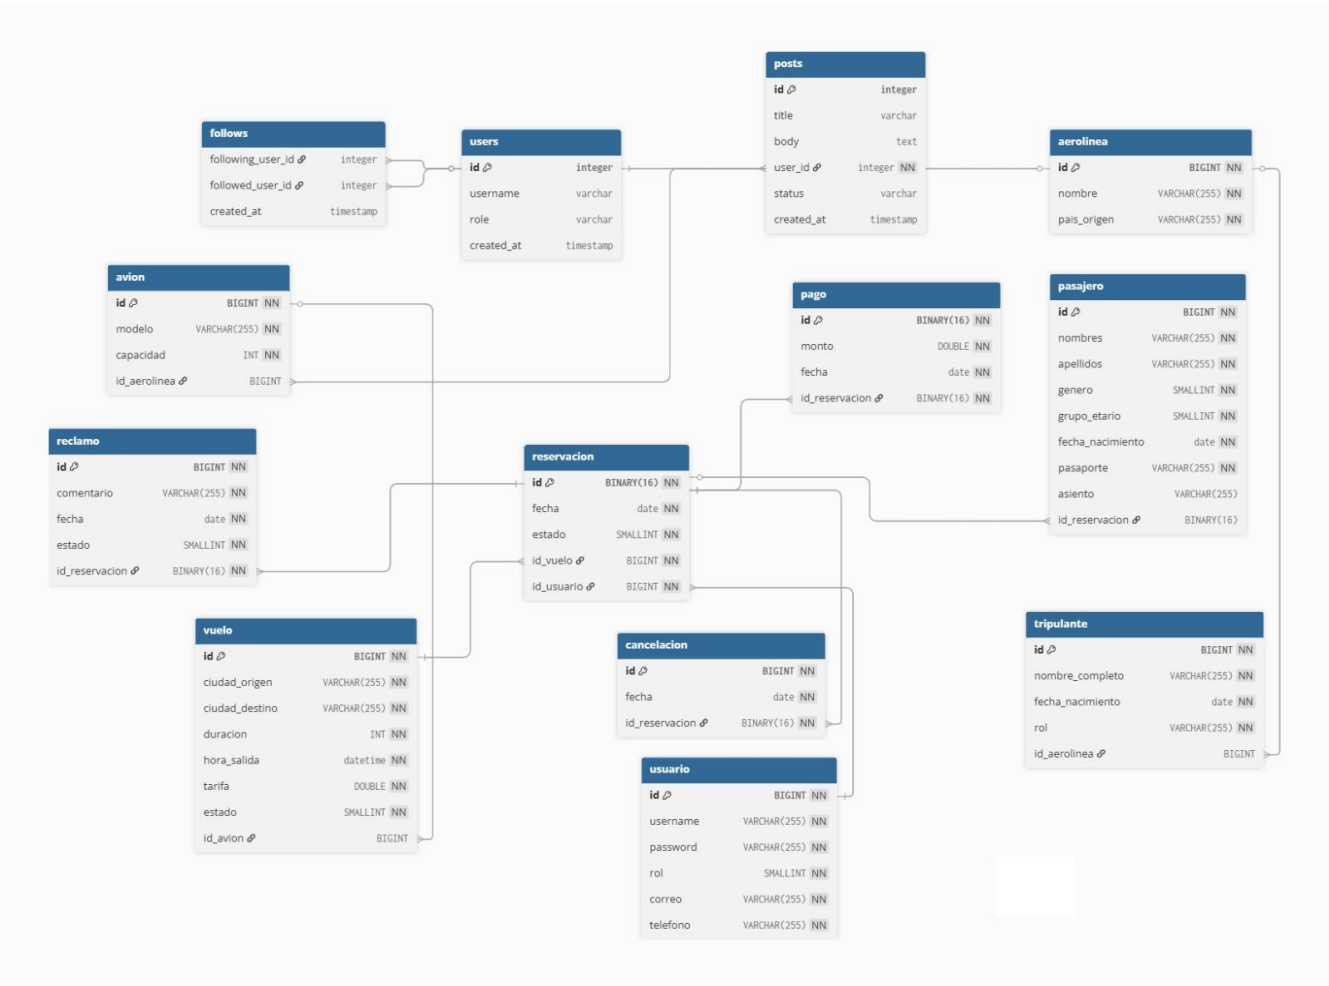 posts
id integer
title varchar
body text
user_id integer NN
status varchar
created_at timestamp
follows
following_user_id integer
followed_user_id integer
created_at timestamp
users
id integer
username varchar
role varchar
created_at timestamp
aerolinea
id BIGINT NN
nombre VARCHAR(255) NN
pais_origen VARCHAR(255) NN
avion
id BIGINT NN
modelo VARCHAR(255) NN
capacidad INT NN
id_aerolinea BIGINT
pago
id BINARY(16) NN
monto DOUBLE NN
fecha date NN
id_reservacion BINARY(16) NN
pasajero
id BIGINT NN
nombres VARCHAR(255) NN
apellidos VARCHAR(255) NN
genero SMALLINT NN
grupo_etario SMALLINT NN
fecha_nacimiento date NN
pasaporte VARCHAR(255) NN
asiento VARCHAR(255)
id_reservacion BINARY(16)
reclamo
id BIGINT NN
comentario VARCHAR(255) NN
fecha date NN
estado SMALLINT NN
id_reservacion BINARY(16) NN
reservacion
id BINARY(16) NN
fecha date NN
estado SMALLINT NN
id_vuelo BIGINT NN
id_usuario BIGINT NN
vuelo
id BIGINT NN
ciudad_origen VARCHAR(255) NN
ciudad_destino VARCHAR(255) NN
duracion INT NN
hora_salida datetime NN
tarifa DOUBLE NN
estado SMALLINT NN
id_avion BIGINT
cancelacion
id BIGINT NN
fecha date NN
id_reservacion BINARY(16) NN
tripulante
id BIGINT NN
nombre_completo VARCHAR(255) NN
fecha_nacimiento date NN
rol VARCHAR(255) NN
id_aerolinea BIGINT
usuario
id BIGINT NN
username VARCHAR(255) NN
password VARCHAR(255) NN
rol SMALLINT NN
correo VARCHAR(255) NN
telefono VARCHAR(255) NN